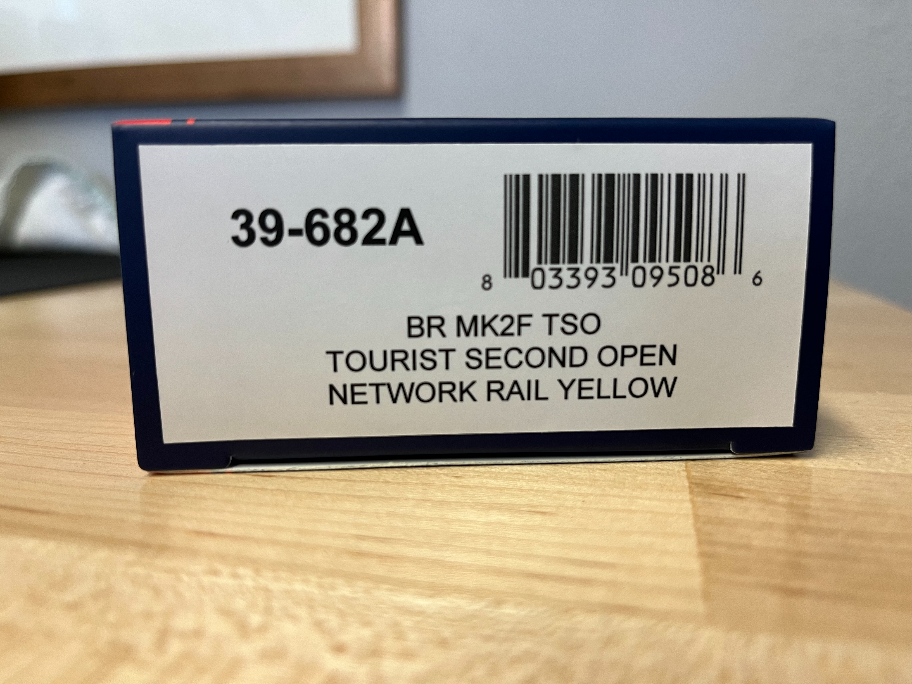 39-682A
8 03393 09508 6
BR MK2F TSO
TOURIST SECOND OPEN
NETWORK RAIL YELLOW